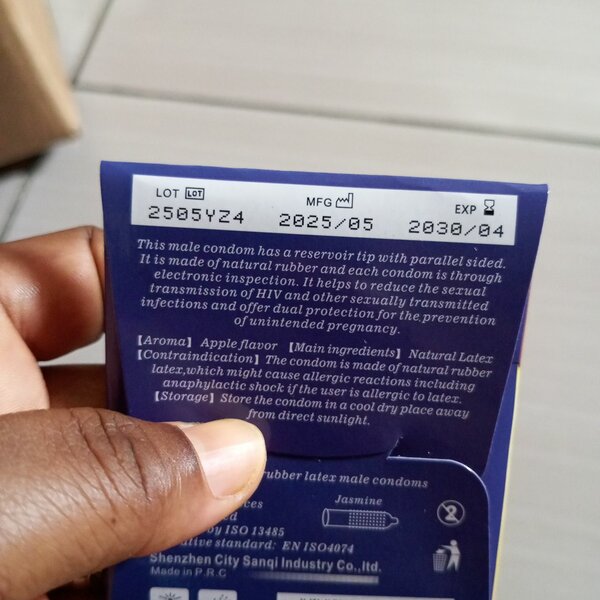 LOT LOT MFG EXP
2505YZ4 2025/05 2030/04
This male condom has a reservoir tip with parallel sided.
It is made of natural rubber and each condom is through
electronic inspection. It helps to reduce the sexual
transmission of HIV and other sexually transmitted
infections and offer dual protection for the prevention
of unintended pregnancy.
【Aroma】 Apple flavor 【Main ingredients】 Natural Latex
【Contraindication】 The condom is made of natural rubber
latex,which might cause allergic reactions including
anaphylactic shock if the user is allergic to latex.
【Storage】 Store the condom in a cool dry place away
from direct sunlight.
rubber latex male condoms
Jasmine
by ISO 13485
standard: EN ISO4074
Shenzhen City Sanqi Industry Co.,ltd.
Made in P.R.C